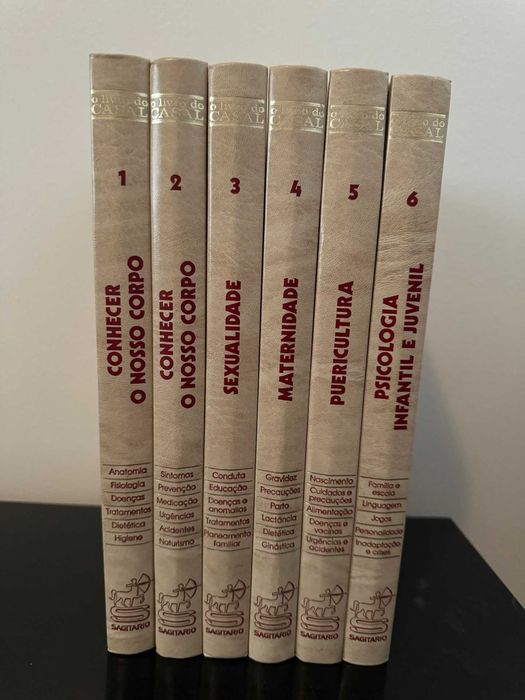 o livro do
CASAL
1
CONHECER
O NOSSO CORPO
Anatomia
Fisiologia
Doenças
Tratamentos
Dietética
Higiene
SAGITARIO
o livro do
CASAL
2
CONHECER
O NOSSO CORPO
Sintomas
Prevenção
Medicação
Urgências
Acidentes
Naturismo
SAGITARIO
o livro do
CASAL
3
SEXUALIDADE
Conduta
Educação
Doenças e
anomalias
Tratamentos
Planeamento
familiar
SAGITARIO
o livro do
CASAL
4
MATERNIDADE
Gravidez
Precauções
Parto
Lactância
Dietética
Ginástica
SAGITARIO
o livro do
CASAL
5
PUERICULTURA
Nascimento
Cuidados e
precauções
Alimentação
Doenças e
vacinas
Urgências e
acidentes
SAGITARIO
o livro do
CASAL
6
PSICOLOGIA
INFANTIL E JUVENIL
Família e
escola
Linguagem
Jogos
Personalidade
Inadaptação
e crises
SAGITARIO